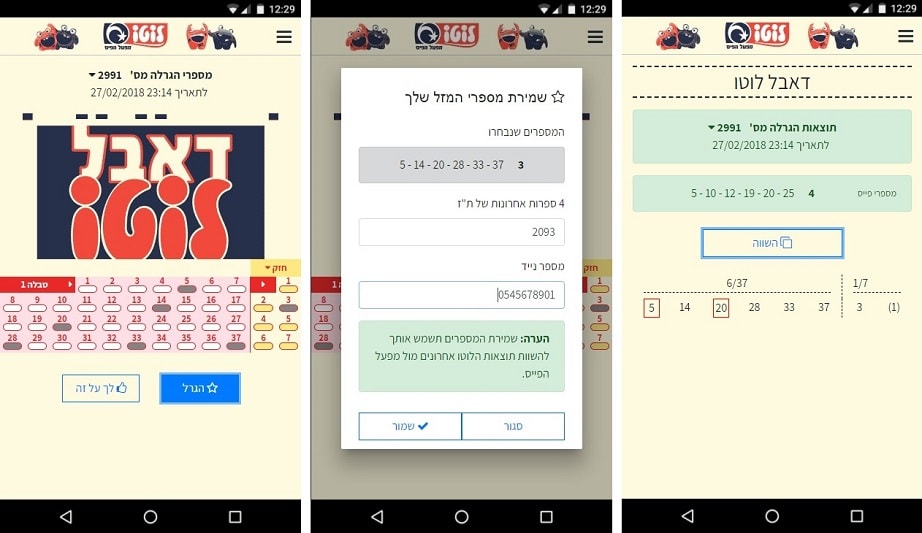 12:29
לוטו
מפעל הפיס
מספרי הגרלה מס' 2991
לתאריך 27/02/2018 23:14
דאבל
לוטו
חזק
טבלה 1
1 2 3 4 5 6 7
8 9 10 11 12 13 14 15 16 17
18 19 20 21 22 23 24 25 26 27
28 29 30 31 32 33 34 35 36 37
1
2 3
4 5
6 7
הגרל
לך על זה
12:29
לוטו
מפעל הפיס
שמירת מספרי המזל שלך
המספרים שנבחרו
5 - 14 - 20 - 28 - 33 - 37 3
4 ספרות אחרונות של ת"ז
2093
מספר נייד
0545678901
הערה: שמירת המספרים תשמש אותך
להשוות תוצאות הלוטו אחרונים מול מפעל
הפייס.
סגור
שמור
12:29
לוטו
מפעל הפיס
דאבל לוטו
תוצאות הגרלה מס' 2991
לתאריך 27/02/2018 23:14
מספרי פייס
5 - 10 - 12 - 19 - 20 - 25 4
השווה
6/37 1/7
5 14 20 28 33 37 3 (1)